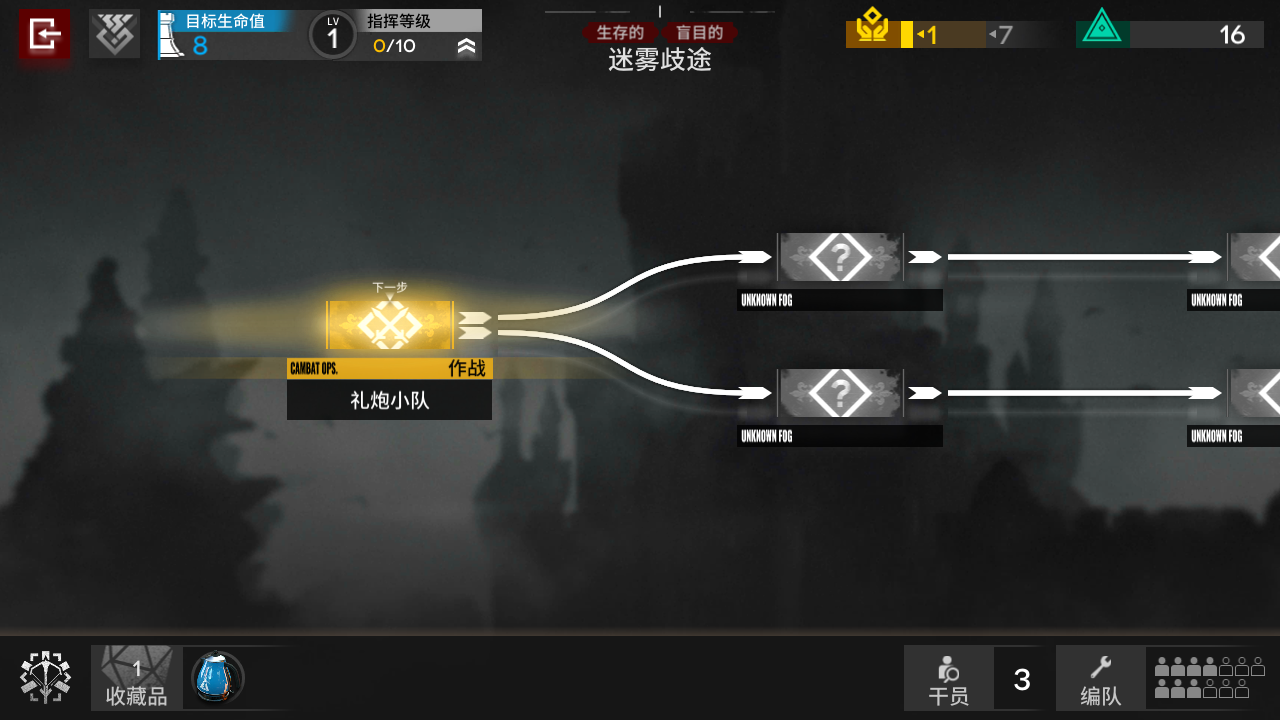 目标生命值
8
LV
1
指挥等级
0/10
生存的
盲目的
迷雾歧途
1
7
16
下一步
CAMBAT OPS.
作战
礼炮小队
?
UNKNOWN FOG
UNKNOWN FOG
?
UNKNOWN FOG
UNKNOWN FOG
1
收藏品
干员
3
编队